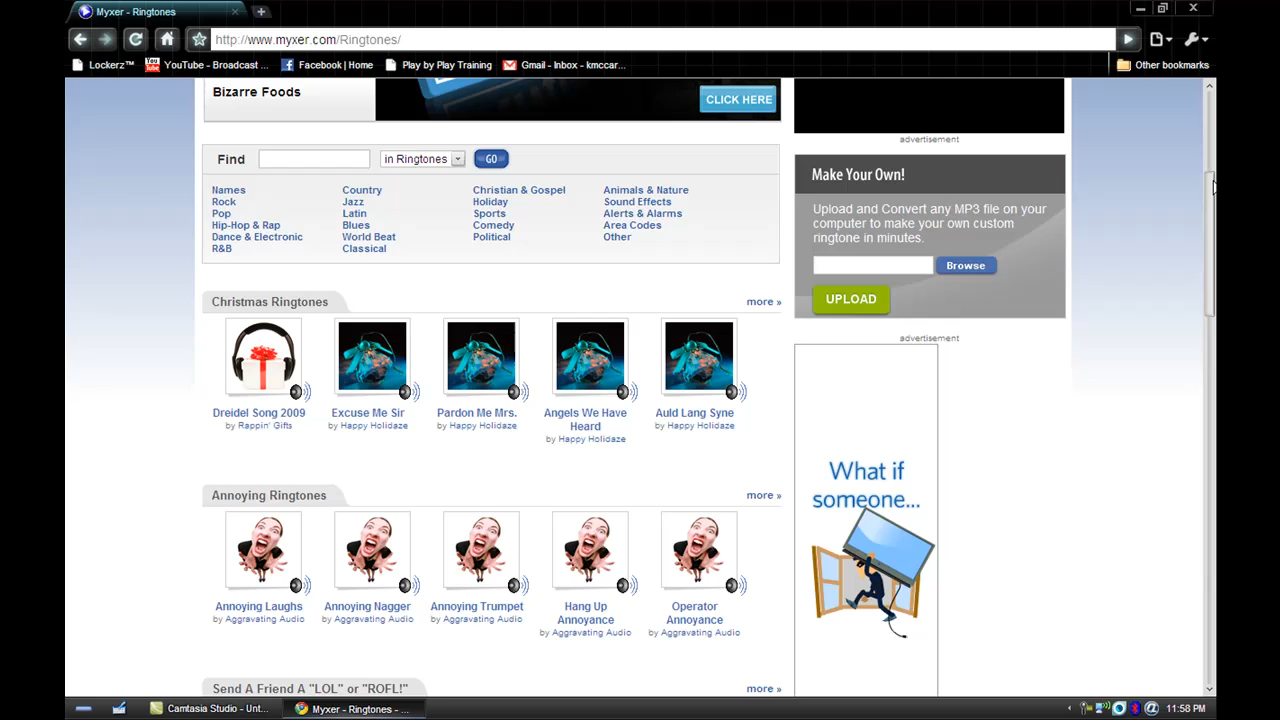 Myxer - Ringtones
http://www.myxer.com/Ringtones/
Lockerz™ YouTube - Broadcast ... Facebook | Home Play by Play Training Gmail - Inbox - kmccar... Other bookmarks
Bizarre Foods
CLICK HERE
advertisement
Find in Ringtones GO
Names Country Christian & Gospel Animals & Nature
Rock Jazz Holiday Sound Effects
Pop Latin Sports Alerts & Alarms
Hip-Hop & Rap Blues Comedy Area Codes
Dance & Electronic World Beat Political Other
R&B Classical
Make Your Own!
Upload and Convert any MP3 file on your
computer to make your own custom
ringtone in minutes.
Browse
UPLOAD
advertisement
Christmas Ringtones more »
Dreidel Song 2009 Excuse Me Sir Pardon Me Mrs. Angels We Have Auld Lang Syne
by Rappin' Gifts by Happy Holidaze by Happy Holidaze Heard by Happy Holidaze
by Happy Holidaze
What if
someone...
Annoying Ringtones more »
Annoying Laughs Annoying Nagger Annoying Trumpet Hang Up Operator
by Aggravating Audio by Aggravating Audio by Aggravating Audio Annoyance Annoyance
by Aggravating Audio by Aggravating Audio
Send A Friend A "LOL" or "ROFL!" more »
Camtasia Studio - Unt... Myxer - Ringtones - ... 11:58 PM